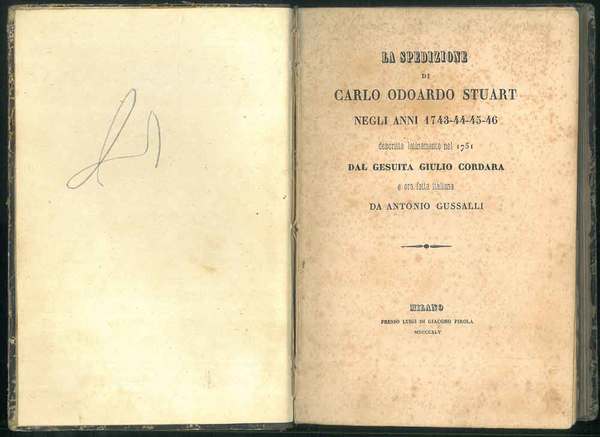 LA SPEDIZIONE
DI
CARLO ODOARDO STUART
NEGLI ANNI 1743-44-45-46
descritta latinamente nel 1751
DAL GESUITA GIULIO CORDARA
e ora fatta italiana
DA ANTONIO GUSSALLI
MILANO
PRESSO LUIGI DI GIACOMO PIROLA
MDCCCXLV